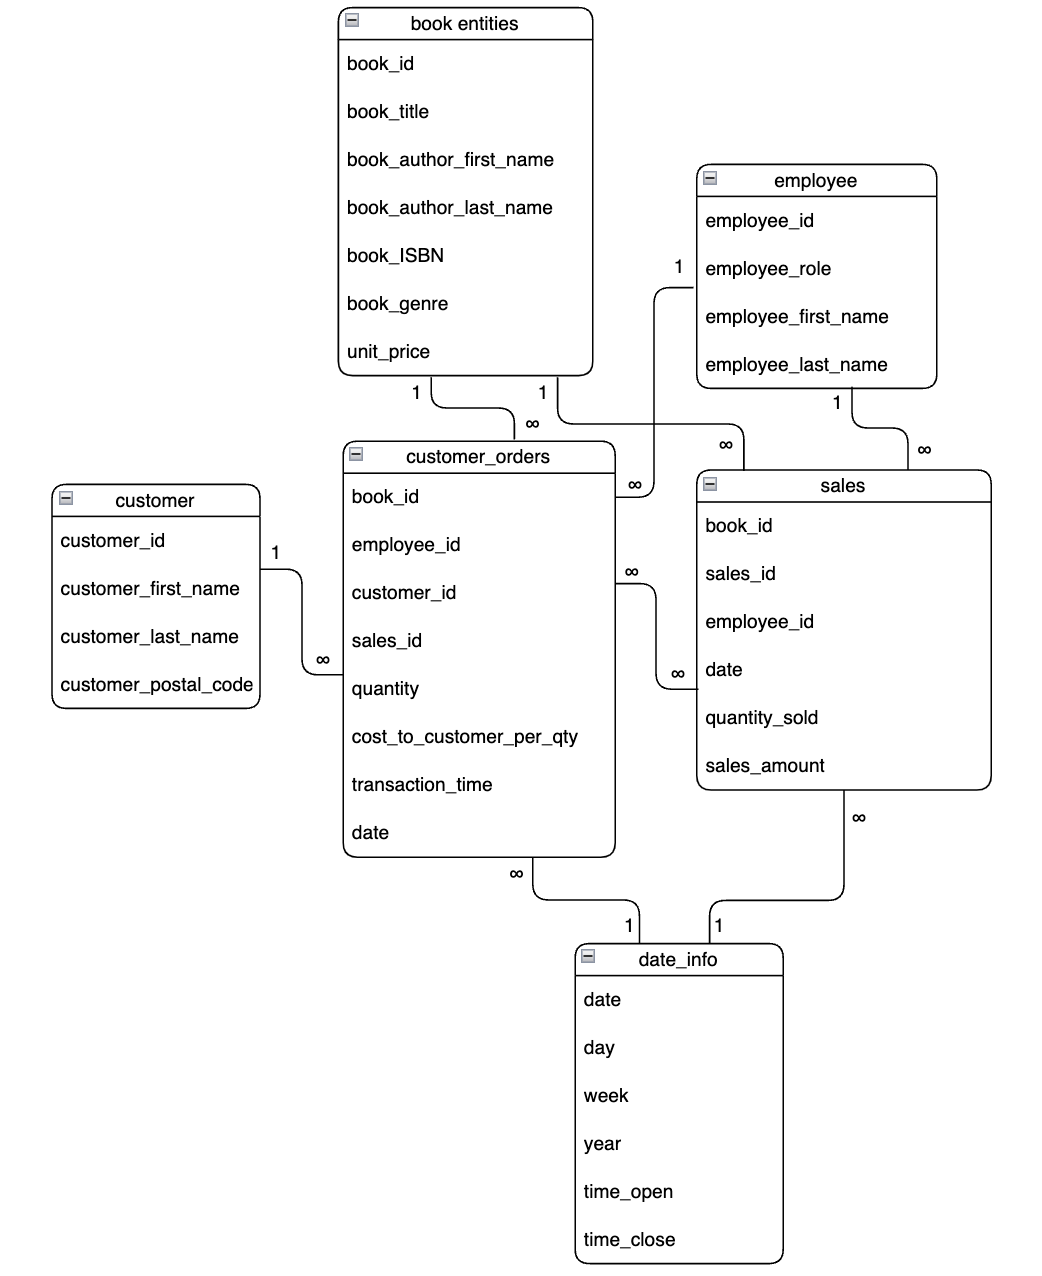 book entities
book_id
book_title
book_author_first_name
book_author_last_name
book_ISBN
book_genre
unit_price
employee
employee_id
employee_role
employee_first_name
employee_last_name
1
1
1
1
∞
∞
∞
∞
customer_orders
book_id
employee_id
customer_id
sales_id
quantity
cost_to_customer_per_qty
transaction_time
date
customer
customer_id
customer_first_name
customer_last_name
customer_postal_code
1
∞
∞
∞
sales
book_id
sales_id
employee_id
date
quantity_sold
sales_amount
∞
∞
1
1
date_info
date
day
week
year
time_open
time_close